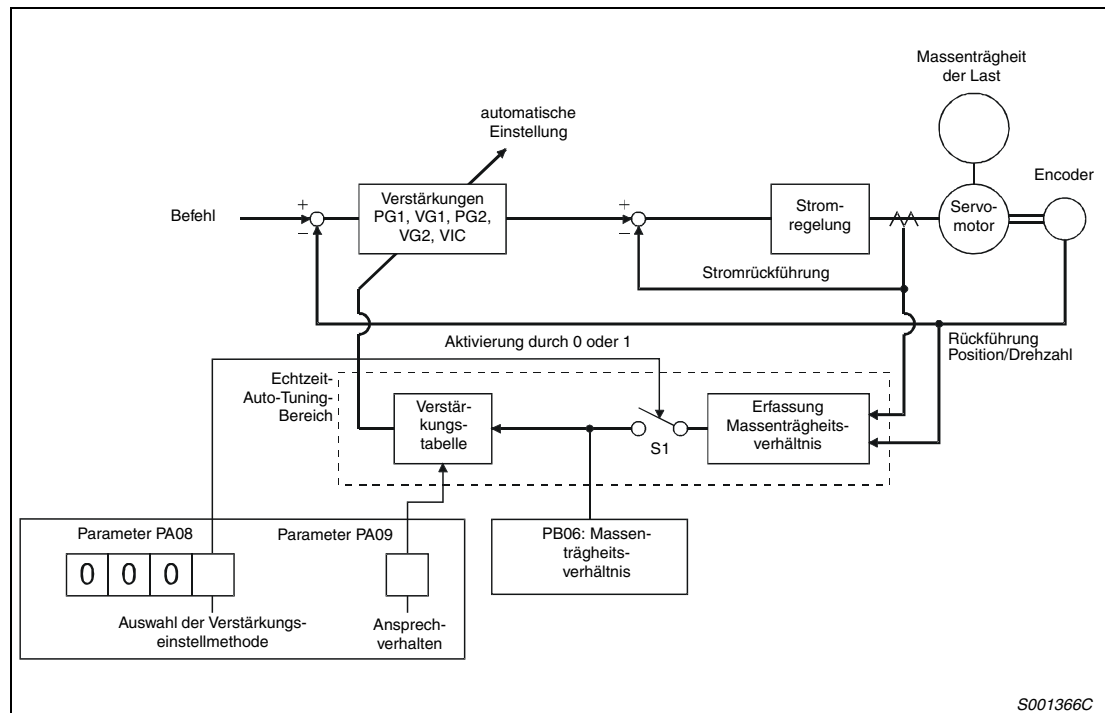 Massenträgheit
der Last
automatische
Einstellung
Encoder
Befehl
+
−
Verstärkungen
PG1, VG1, PG2,
VG2, VIC
+
−
Strom-
regelung
Servo-
motor
Stromrückführung
Aktivierung durch 0 oder 1
Rückführung
Position/Drehzahl
Echtzeit-
Auto-Tuning-
Bereich
Verstär-
kungs-
tabelle
S1
Erfassung
Massenträgheits-
verhältnis
Parameter PA08
Parameter PA09
PB06: Massen-
trägheits-
verhältnis
0 0 0
Auswahl der Verstärkungs-
einstellmethode
Ansprech-
verhalten
S001366C